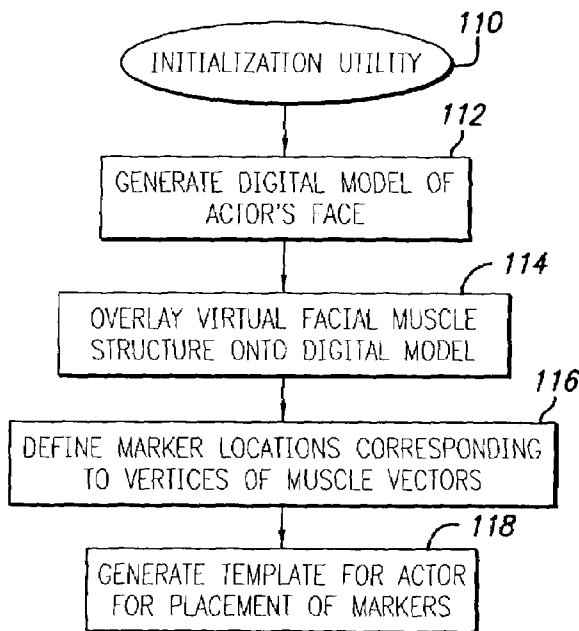 110
INITIALIZATION UTILITY
112
GENERATE DIGITAL MODEL OF
ACTOR'S FACE
114
OVERLAY VIRTUAL FACIAL MUSCLE
STRUCTURE ONTO DIGITAL MODEL
116
DEFINE MARKER LOCATIONS CORRESPONDING
TO VERTICES OF MUSCLE VECTORS
118
GENERATE TEMPLATE FOR ACTOR
FOR PLACEMENT OF MARKERS